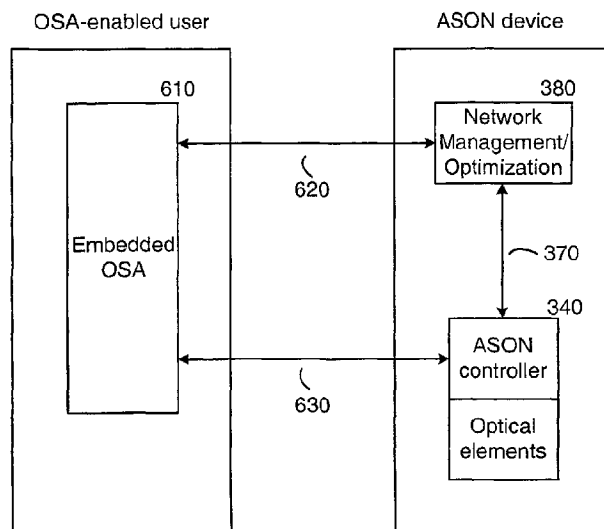 OSA-enabled user
ASON device
610
380
Network
Management/
Optimization
620
Embedded
OSA
370
340
ASON
controller
630
Optical
elements